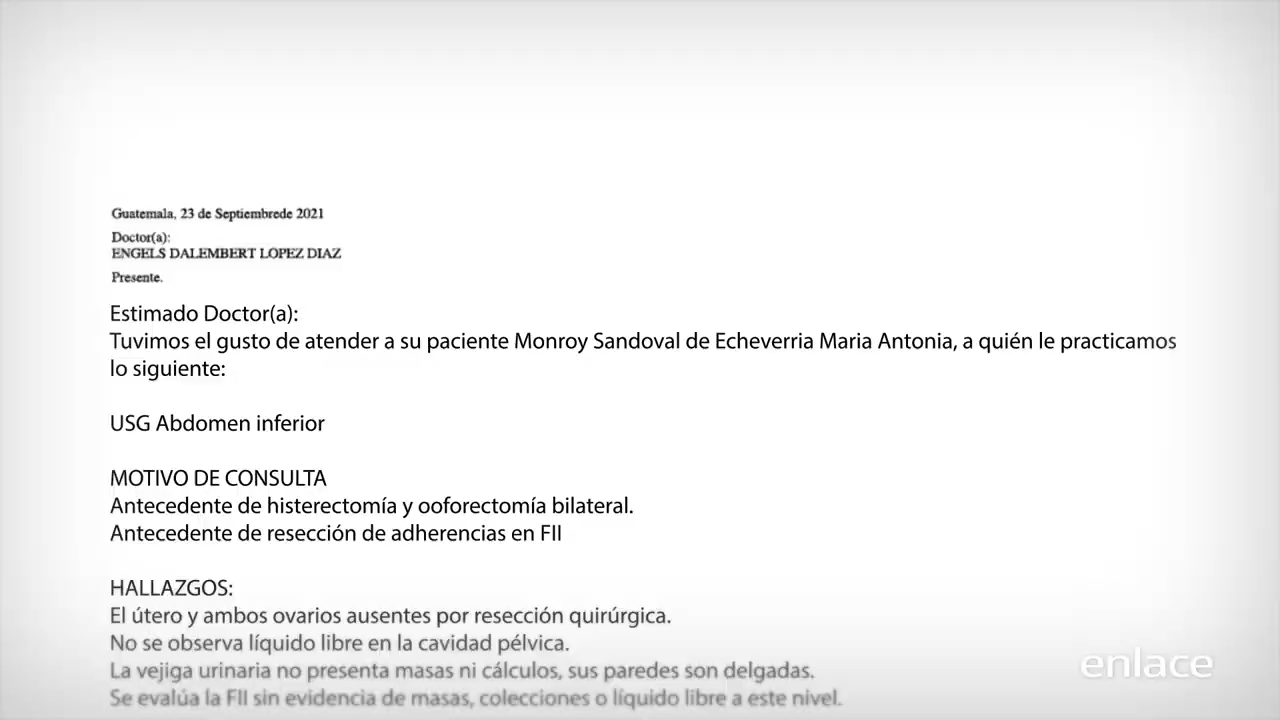 Guatemala, 23 de Septiembrede 2021
Doctor(a):
ENGELS DALEMBERT LOPEZ DIAZ
Presente.
Estimado Doctor(a):
Tuvimos el gusto de atender a su paciente Monroy Sandoval de Echeverria Maria Antonia, a quién le practicamos
lo siguiente:
USG Abdomen inferior
MOTIVO DE CONSULTA
Antecedente de histerectomía y ooforectomía bilateral.
Antecedente de resección de adherencias en FII
HALLAZGOS:
El útero y ambos ovarios ausentes por resección quirúrgica.
No se observa líquido libre en la cavidad pélvica.
La vejiga urinaria no presenta masas ni cálculos, sus paredes son delgadas.
Se evalúa la FII sin evidencia de masas, colecciones o líquido libre a este nivel.
enlace